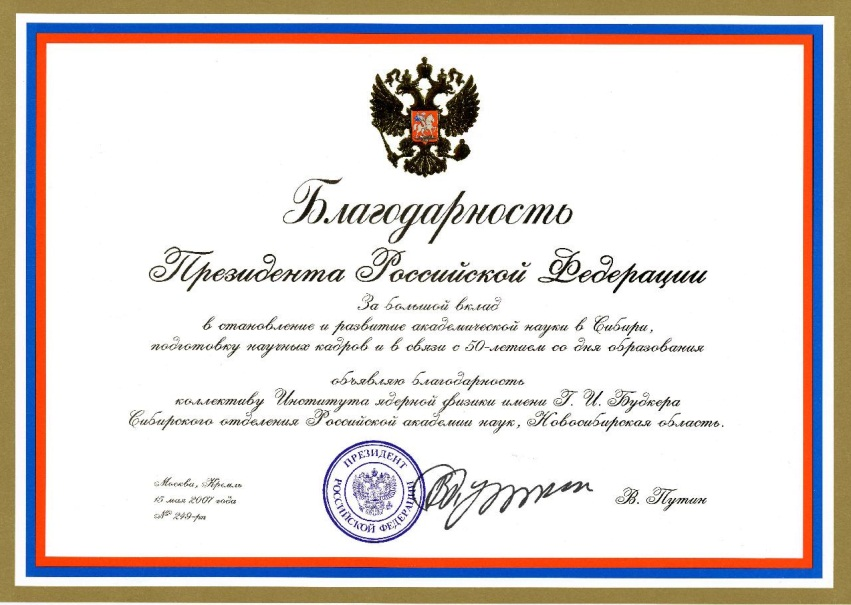 Благодарность
Президента Российской Федерации
За большой вклад
в становление и развитие академической науки в Сибири,
подготовку научных кадров и в связи с 50-летием со дня образования
объявляю благодарность
коллективу Института ядерной физики имени Г. И. Будкера
Сибирского отделения Российской академии наук, Новосибирская область.
ПРЕЗИДЕНТ
РОССИЙСКОЙ ФЕДЕРАЦИИ
Москва, Кремль
15 мая 2007 года
№ 249-рп
В. Путин